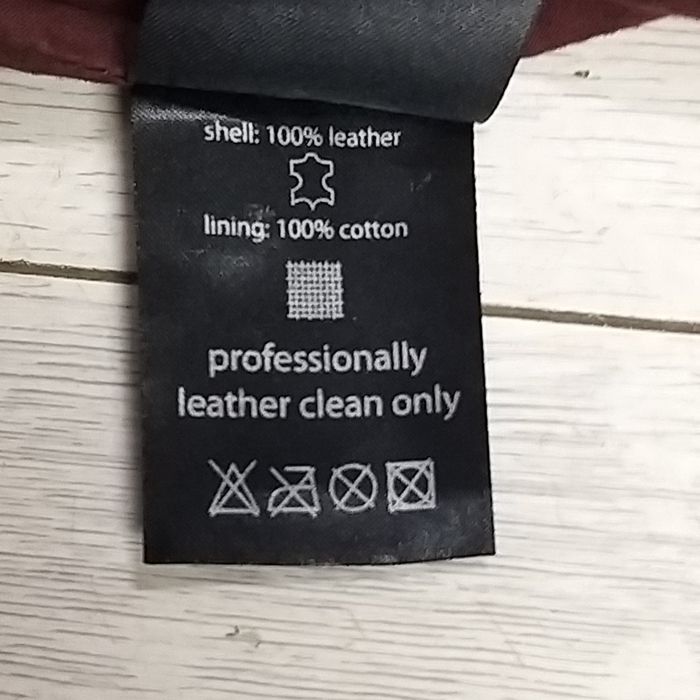 shell: 100% leather
lining: 100% cotton
professionally
leather clean only